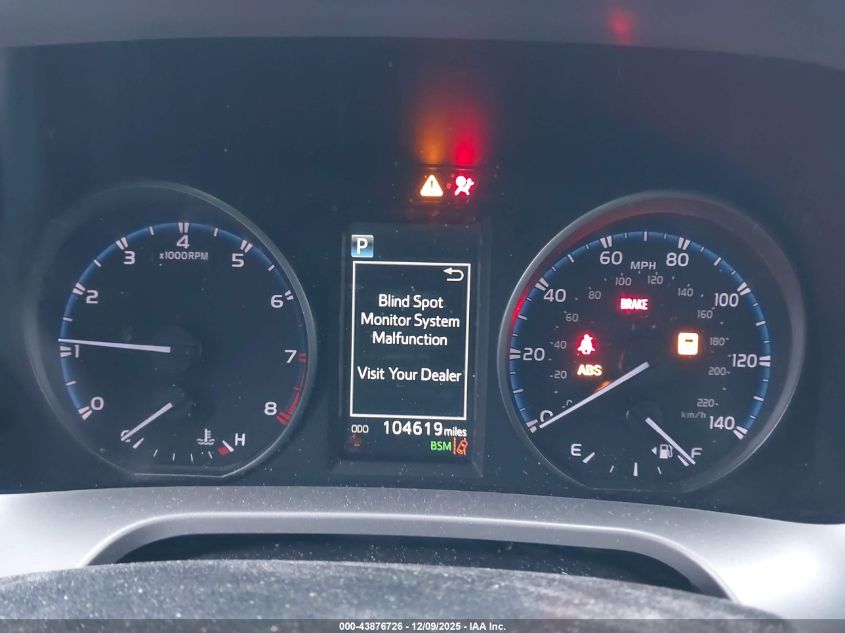 P
Blind Spot
Monitor System
Malfunction
Visit Your Dealer
ODO 104619 miles
BSM
0
1
2
3
4
5
6
7
8
x1000RPM
H
0
20
40
60
80
100
120
140
MPH
20
40
60
80
100
120
140
160
180
200
220
km/h
BRAKE
ABS
E
F
000-43876726 - 12/09/2025 - IAA Inc.